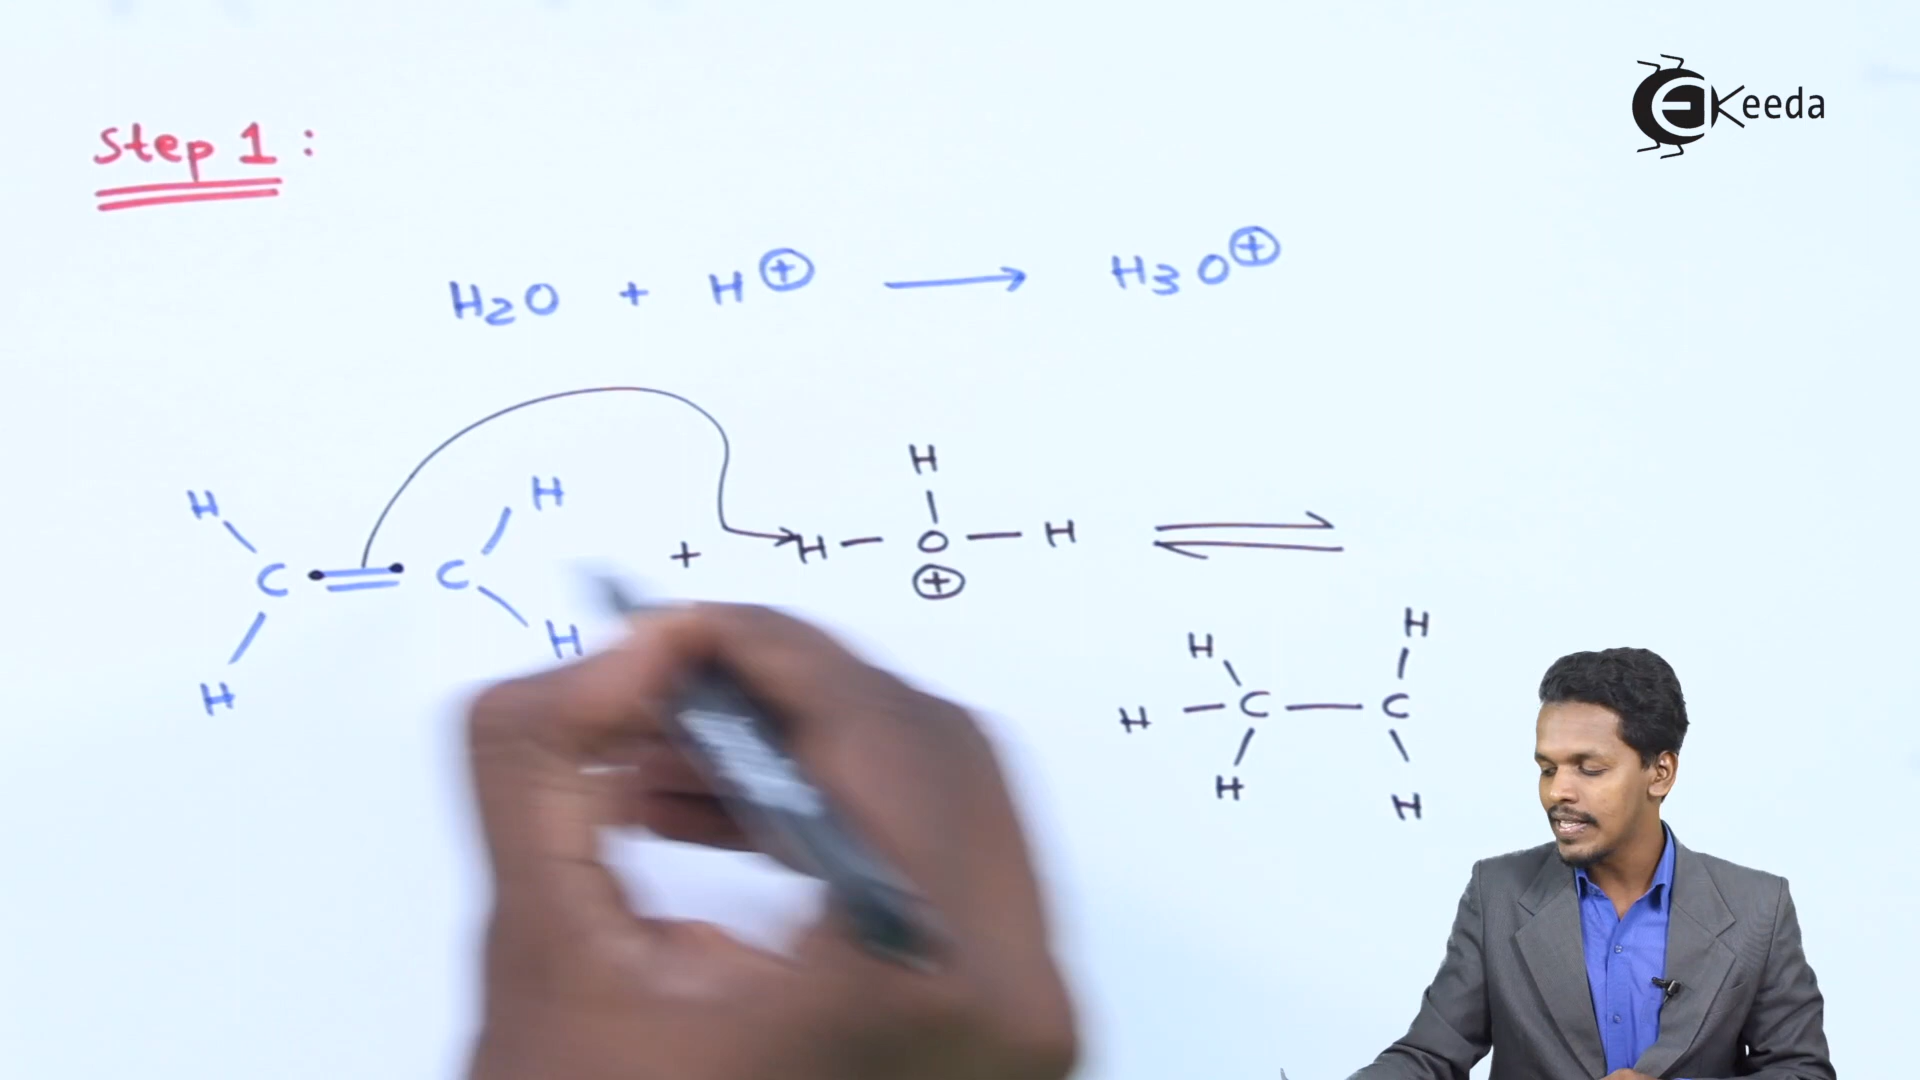 EKeeda
Step 1 :
H2O + H⊕ → H3O⊕
H H H
C = C + H – O – H ⇌
⊕
H H
H H
H – C – C
H H